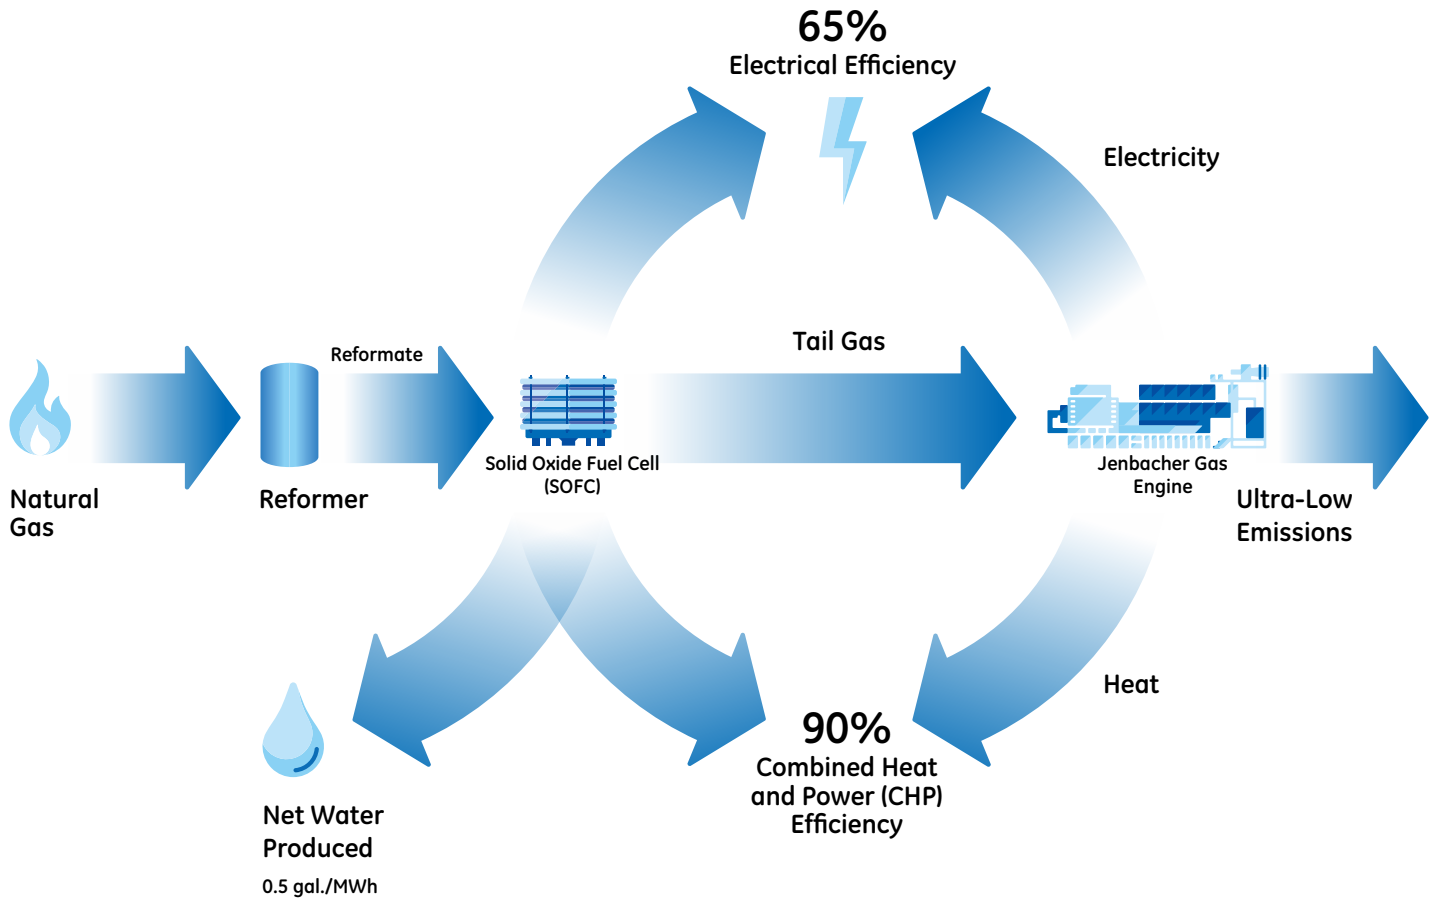 65%
Electrical Efficiency
Electricity
Tail Gas
Reformate
Solid Oxide Fuel Cell
(SOFC)
Jenbacher Gas
Engine
Natural
Gas
Reformer
Ultra-Low
Emissions
Heat
90%
Combined Heat
and Power (CHP)
Efficiency
Net Water
Produced
0.5 gal./MWh